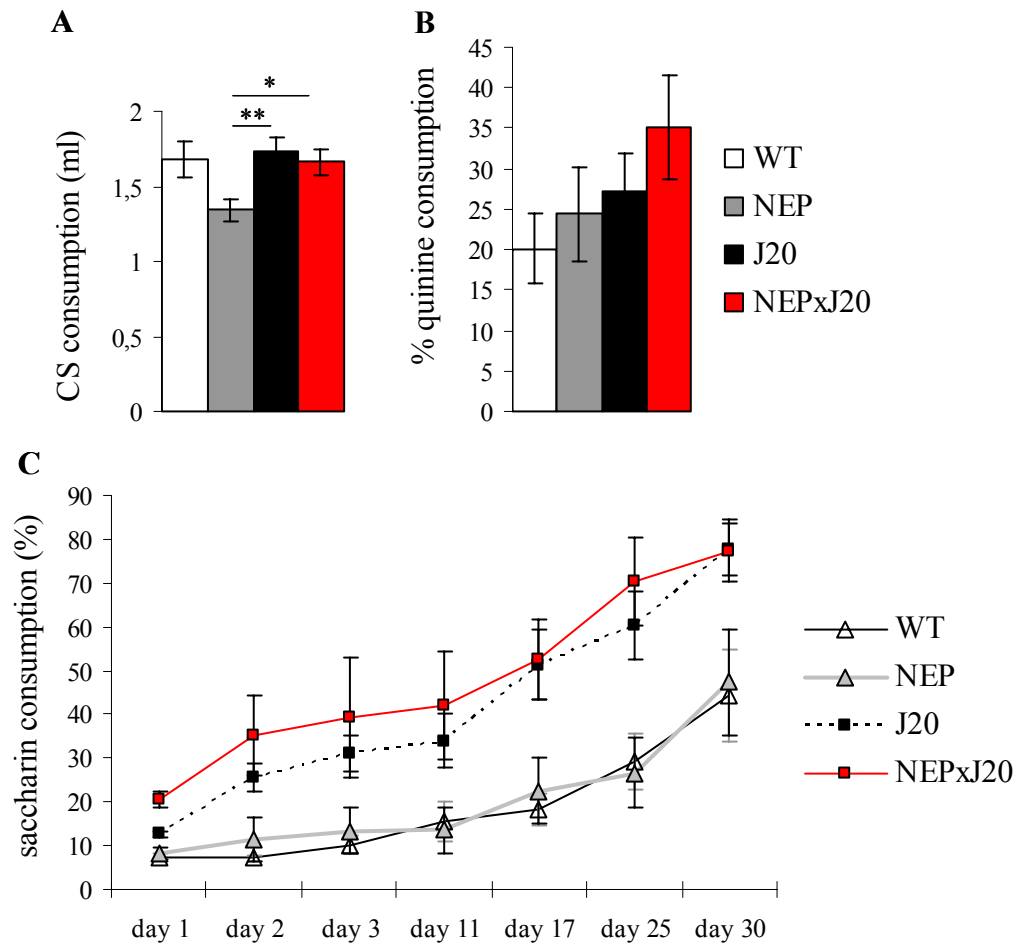 A
B
CS consumption (ml)
2
1,5
1
0,5
0
*
**
% quinine consumption
45
40
35
30
25
20
15
10
5
0
WT
NEP
J20
NEPxJ20
C
saccharin consumption (%)
90
80
70
60
50
40
30
20
10
0
day 1 day 2 day 3 day 11 day 17 day 25 day 30
WT
NEP
J20
NEPxJ20